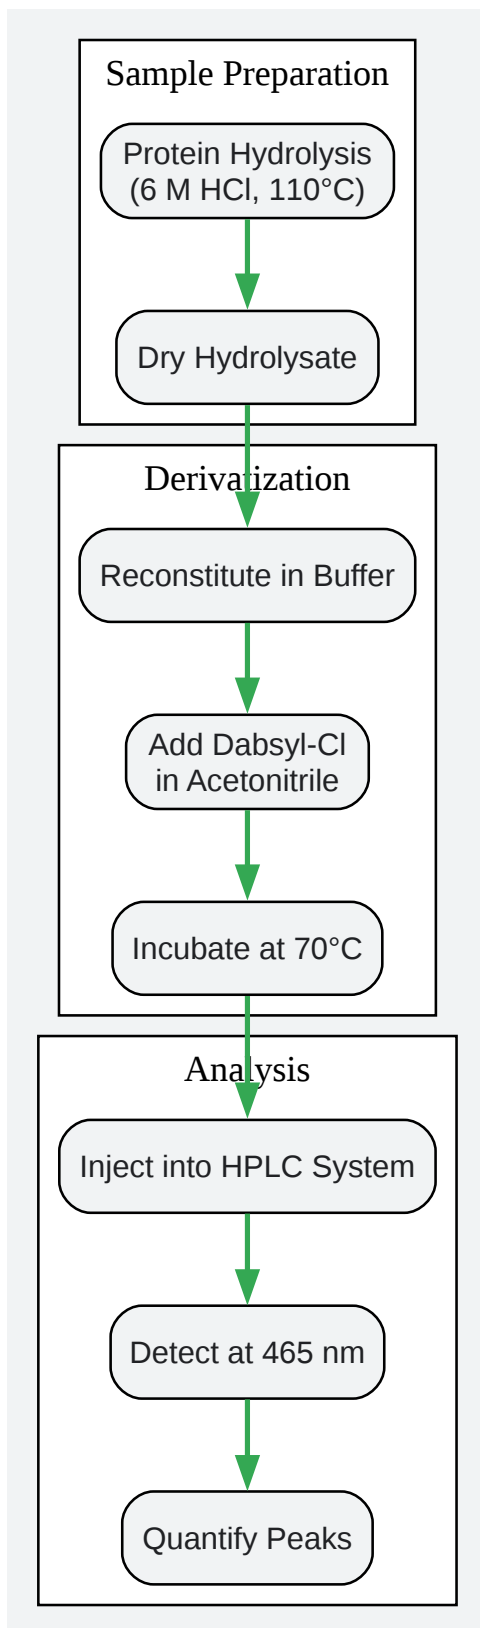 Sample Preparation
Protein Hydrolysis
(6 M HCl, 110°C)
Dry Hydrolysate
Derivatization
Reconstitute in Buffer
Add Dabsyl-Cl
in Acetonitrile
Incubate at 70°C
Analysis
Inject into HPLC System
Detect at 465 nm
Quantify Peaks